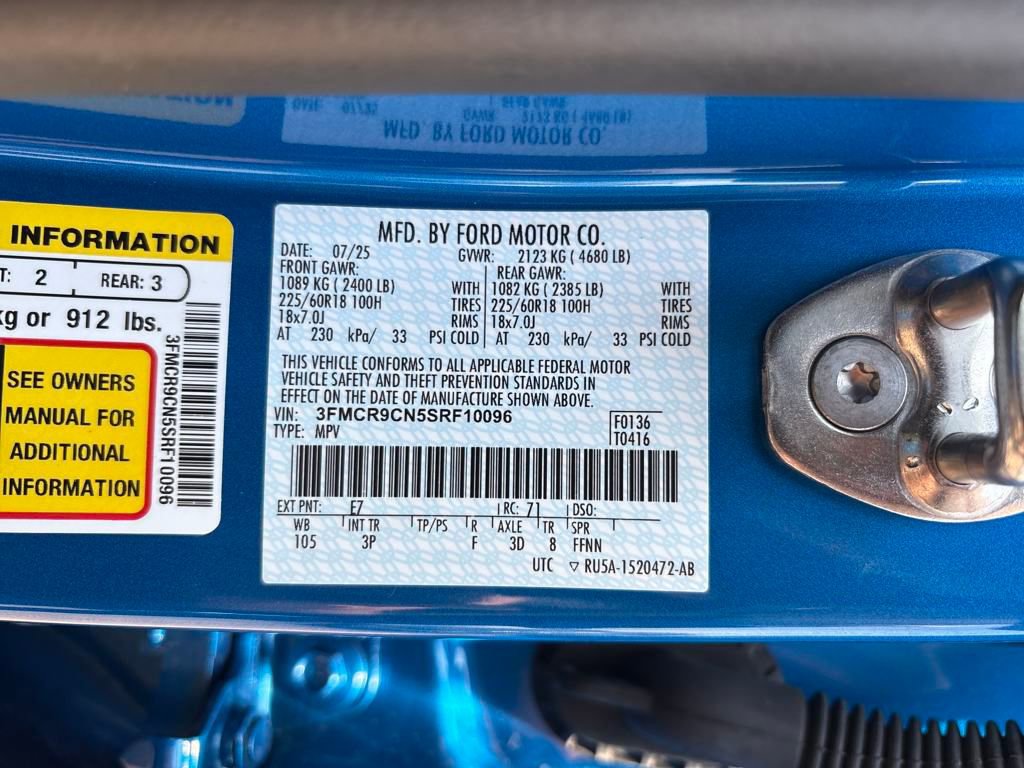 INFORMATION
T: 2 REAR: 3
kg or 912 lbs.
SEE OWNERS
MANUAL FOR
ADDITIONAL
INFORMATION
3FMCR9CN5SRF10096
MFD. BY FORD MOTOR CO.
DATE: 07/25 GVWR: 2123 KG ( 4680 LB)
FRONT GAWR: REAR GAWR:
1089 KG ( 2400 LB) WITH 1082 KG ( 2385 LB) WITH
225/60R18 100H TIRES 225/60R18 100H TIRES
18x7.0J RIMS 18x7.0J RIMS
AT 230 kPa/ 33 PSI COLD AT 230 kPa/ 33 PSI COLD
THIS VEHICLE CONFORMS TO ALL APPLICABLE FEDERAL MOTOR
VEHICLE SAFETY AND THEFT PREVENTION STANDARDS IN
EFFECT ON THE DATE OF MANUFACTURE SHOWN ABOVE.
VIN: 3FMCR9CN5SRF10096 F0136
TYPE: MPV T0416
EXT PNT: E7 RC: 71 DSO:
WB INT TR TP/PS R AXLE TR SPR
105 3P F 3D 8 FFNN
UTC ▽ RU5A-1520472-AB